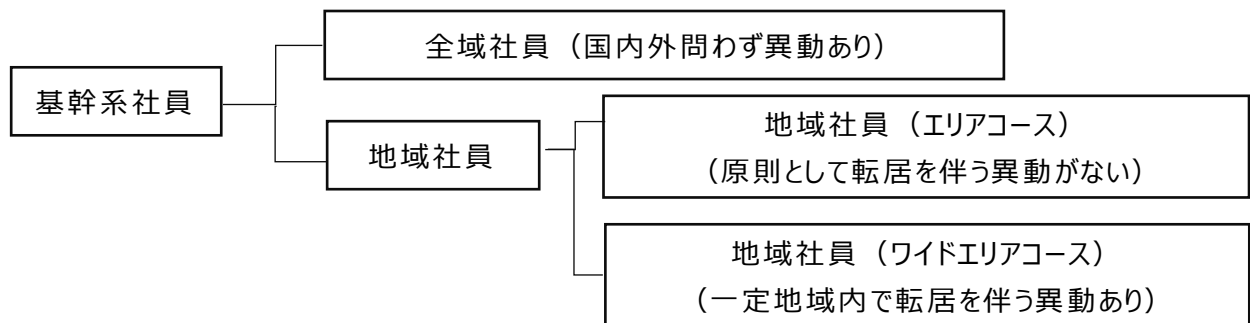 全域社員（国内外問わず異動あり）
基幹系社員
地域社員
地域社員（エリアコース）
（原則として転居を伴う異動がない）
地域社員（ワイドエリアコース）
（一定地域内で転居を伴う異動あり）